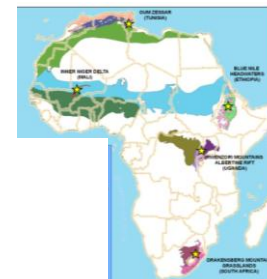 OUM ZESSAR
(TUNISIA)
INNER NIGER DELTA
(MALI)
BLUE NILE
HEADWATERS
(ETHIOPIA)
RWENZORI MOUNTAINS
ALBERTINE RIFT
(UGANDA)
DRAKENSBERG MOUNTAIN
GRASSLANDS
(SOUTH AFRICA)